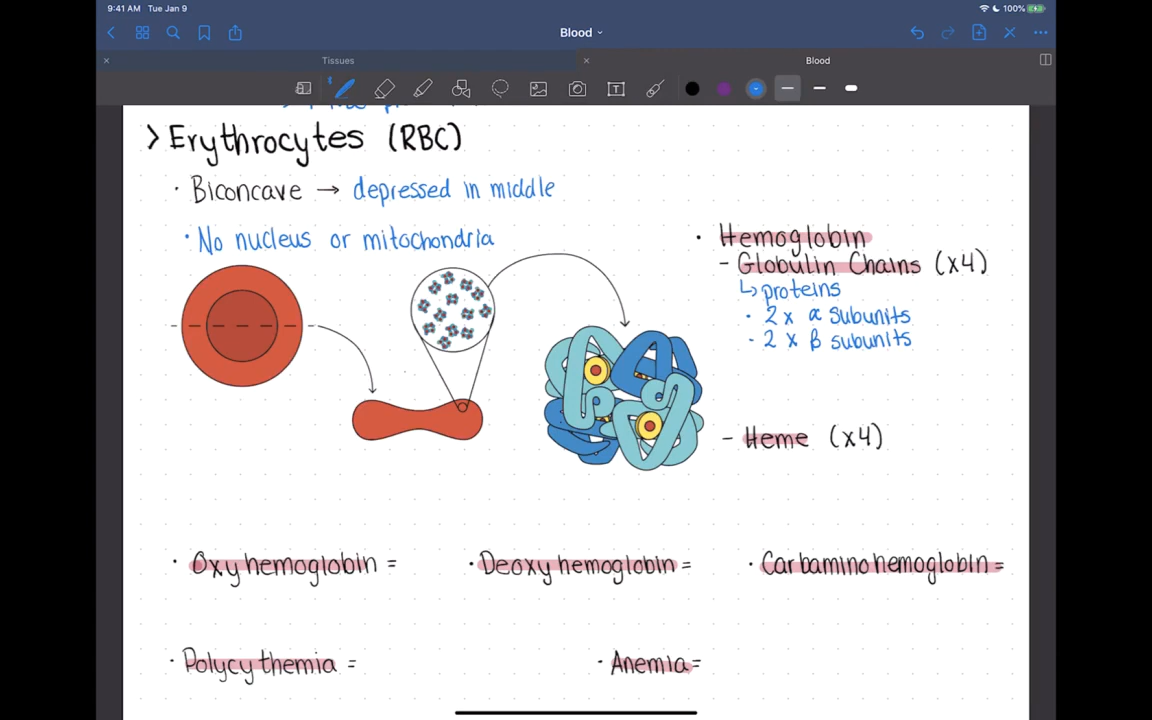 9:41 AM Tue Jan 9
100%
Blood
Tissues
Blood
> Erythrocytes (RBC)
· Biconcave → depressed in middle
· No nucleus or mitochondria
· Hemoglobin
- Globulin Chains (x4)
↳ proteins
· 2 x α subunits
· 2 x β subunits
- Heme (x4)
· Oxyhemoglobin =
· Deoxyhemoglobin =
· Carbaminohemoglobin =
· Polycythemia =
· Anemia =